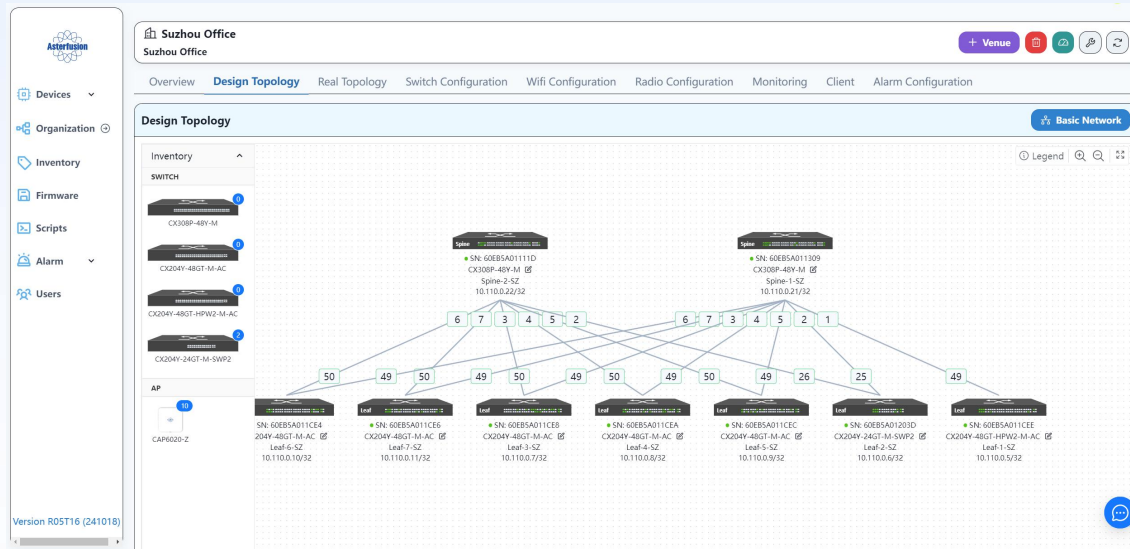 Asterfusion
Devices
Organization
Inventory
Firmware
Scripts
Alarm
Users
Version R05T16 (241018)
Suzhou Office
Suzhou Office
+ Venue
Overview Design Topology Real Topology Switch Configuration Wifi Configuration Radio Configuration Monitoring Client Alarm Configuration
Design Topology
Basic Network
Inventory
SWITCH
0
CX308P-48Y-M
0
CX204Y-48GT-M-AC
0
CX204Y-48GT-HPW2-M-AC
2
CX204Y-24GT-M-SWP2
AP
10
CAP6020-Z
Legend
Spine
SN: 60EB5A01111D
CX308P-48Y-M
Spine-2-SZ
10.110.0.22/32
Spine
SN: 60EB5A011309
CX308P-48Y-M
Spine-1-SZ
10.110.0.21/32
6 7 3 4 5 2 6 7 3 4 5 2 1
50 49 50 49 50 49 50 49 50 49 26 25 49
SN: 60EB5A011CE4
204Y-48GT-M-AC
Leaf-6-SZ
10.110.0.10/32
Leaf
SN: 60EB5A011CE6
CX204Y-48GT-M-AC
Leaf-7-SZ
10.110.0.11/32
Leaf
SN: 60EB5A011CE8
CX204Y-48GT-M-AC
Leaf-3-SZ
10.110.0.7/32
Leaf
SN: 60EB5A011CEA
CX204Y-48GT-M-AC
Leaf-4-SZ
10.110.0.8/32
Leaf
SN: 60EB5A011CEC
CX204Y-48GT-M-AC
Leaf-5-SZ
10.110.0.9/32
Leaf
SN: 60EB5A01203D
CX204Y-24GT-M-SWP2
Leaf-2-SZ
10.110.0.6/32
Leaf
SN: 60EB5A011CEE
CX204Y-48GT-HPW2-M-AC
Leaf-1-SZ
10.110.0.5/32